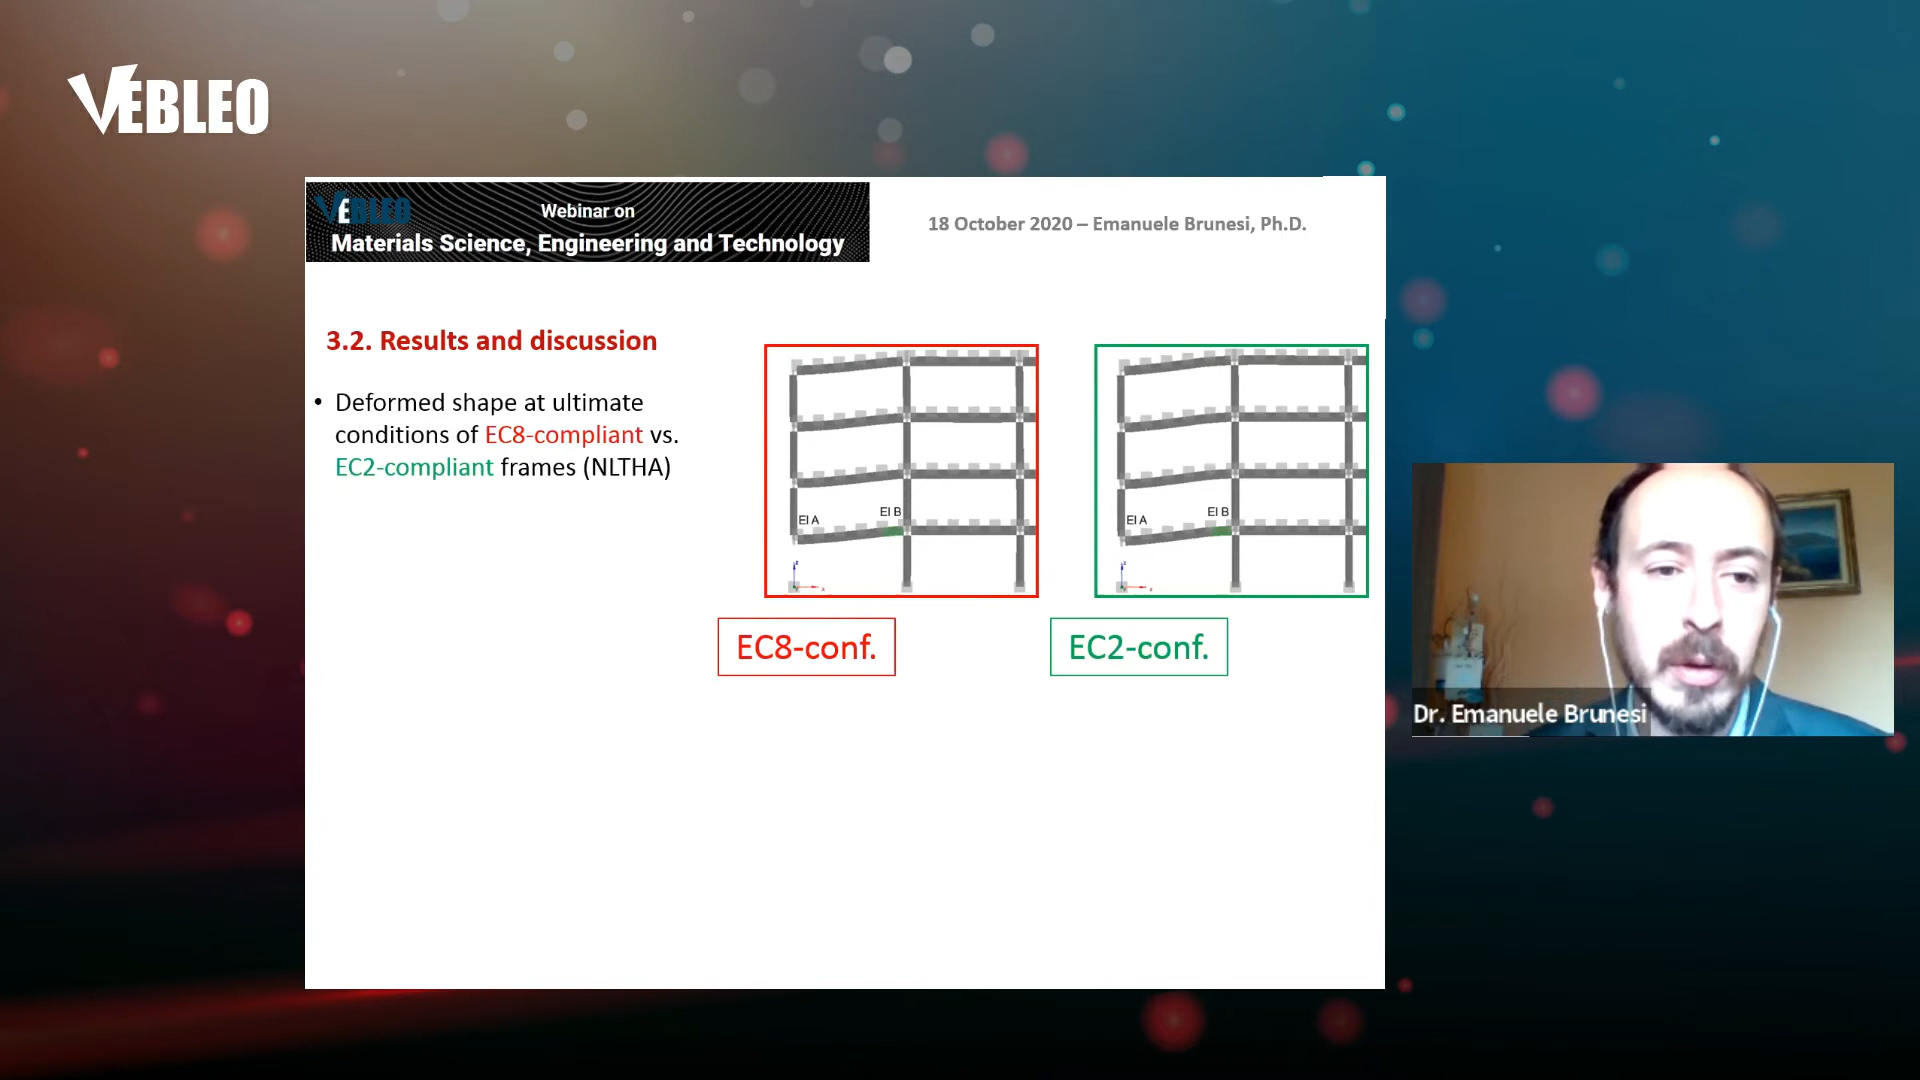 VEBLEO
VEBLEO
Webinar on
Materials Science, Engineering and Technology
18 October 2020 – Emanuele Brunesi, Ph.D.
3.2. Results and discussion
• Deformed shape at ultimate
conditions of EC8-compliant vs.
EC2-compliant frames (NLTHA)
El A
El B
El A
El B
EC8-conf.
EC2-conf.
Dr. Emanuele Brunesi